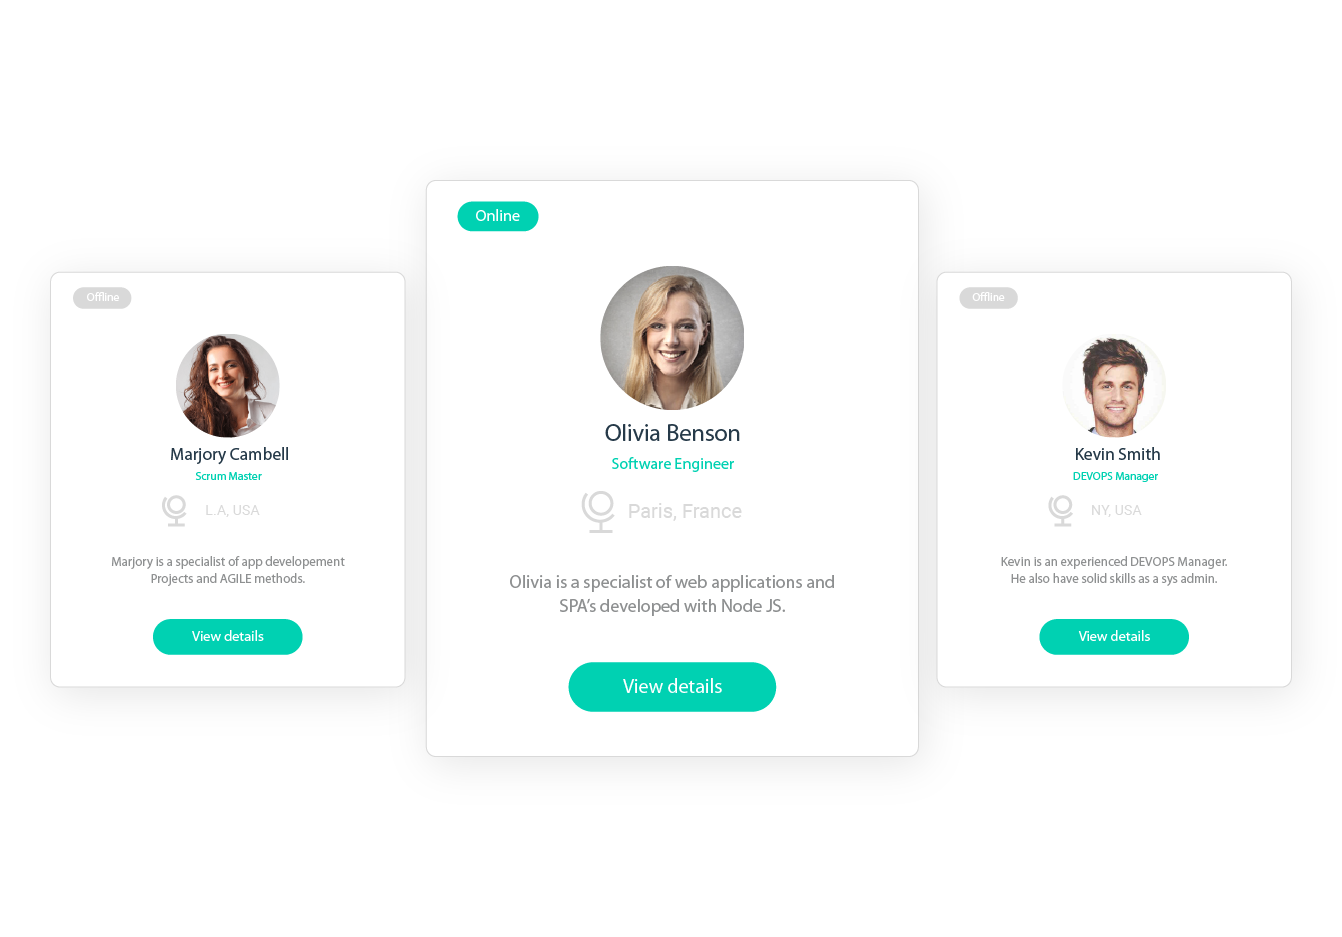 Offline
Marjory Cambell
Scrum Master
L.A, USA
Marjory is a specialist of app developement
Projects and AGILE methods.
View details
Online
Olivia Benson
Software Engineer
Paris, France
Olivia is a specialist of web applications and
SPA’s developed with Node JS.
View details
Offline
Kevin Smith
DEVOPS Manager
NY, USA
Kevin is an experienced DEVOPS Manager.
He also have solid skills as a sys admin.
View details